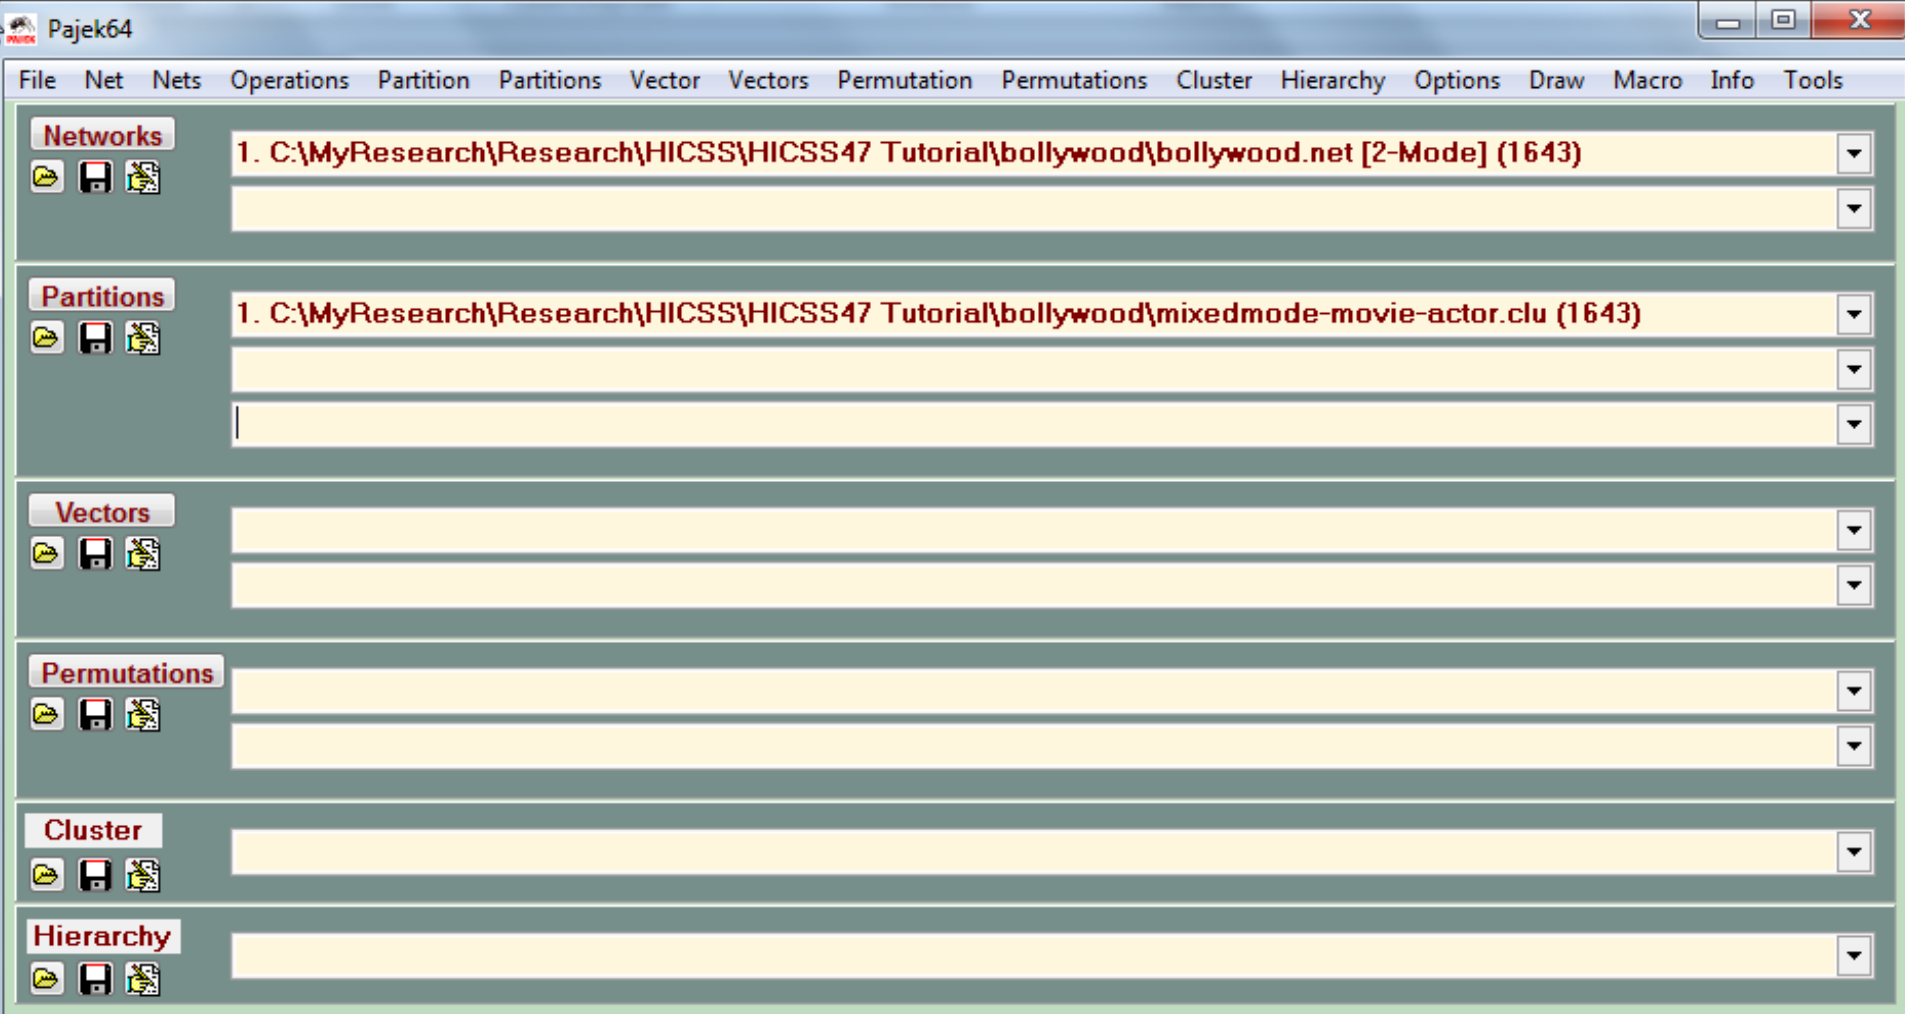 Pajek64
File Net Nets Operations Partition Partitions Vector Vectors Permutation Permutations Cluster Hierarchy Options Draw Macro Info Tools
Networks
1. C:\MyResearch\Research\HICSS\HICSS47 Tutorial\bollywood\bollywood.net [2-Mode] (1643)
Partitions
1. C:\MyResearch\Research\HICSS\HICSS47 Tutorial\bollywood\mixedmode-movie-actor.clu (1643)
Vectors
Permutations
Cluster
Hierarchy